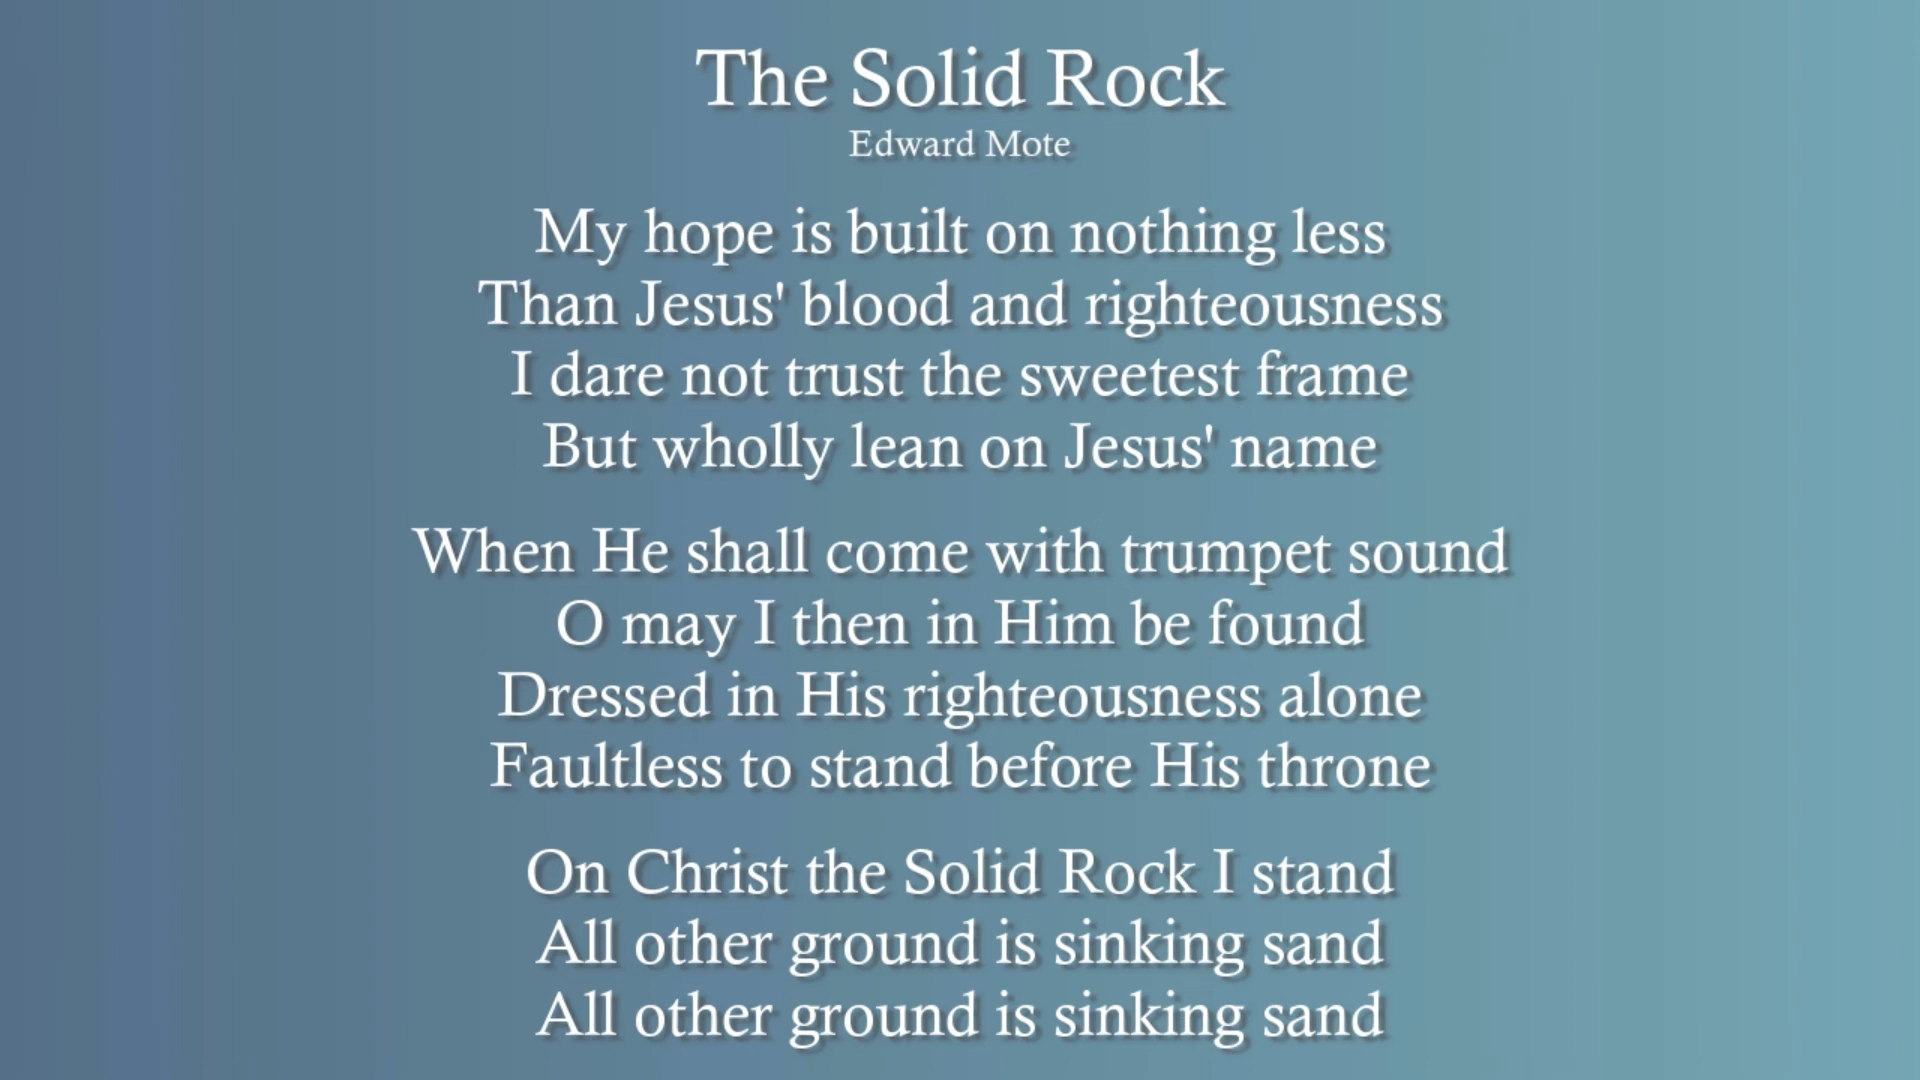 The Solid Rock
Edward Mote
My hope is built on nothing less
Than Jesus' blood and righteousness
I dare not trust the sweetest frame
But wholly lean on Jesus' name
When He shall come with trumpet sound
O may I then in Him be found
Dressed in His righteousness alone
Faultless to stand before His throne
On Christ the Solid Rock I stand
All other ground is sinking sand
All other ground is sinking sand